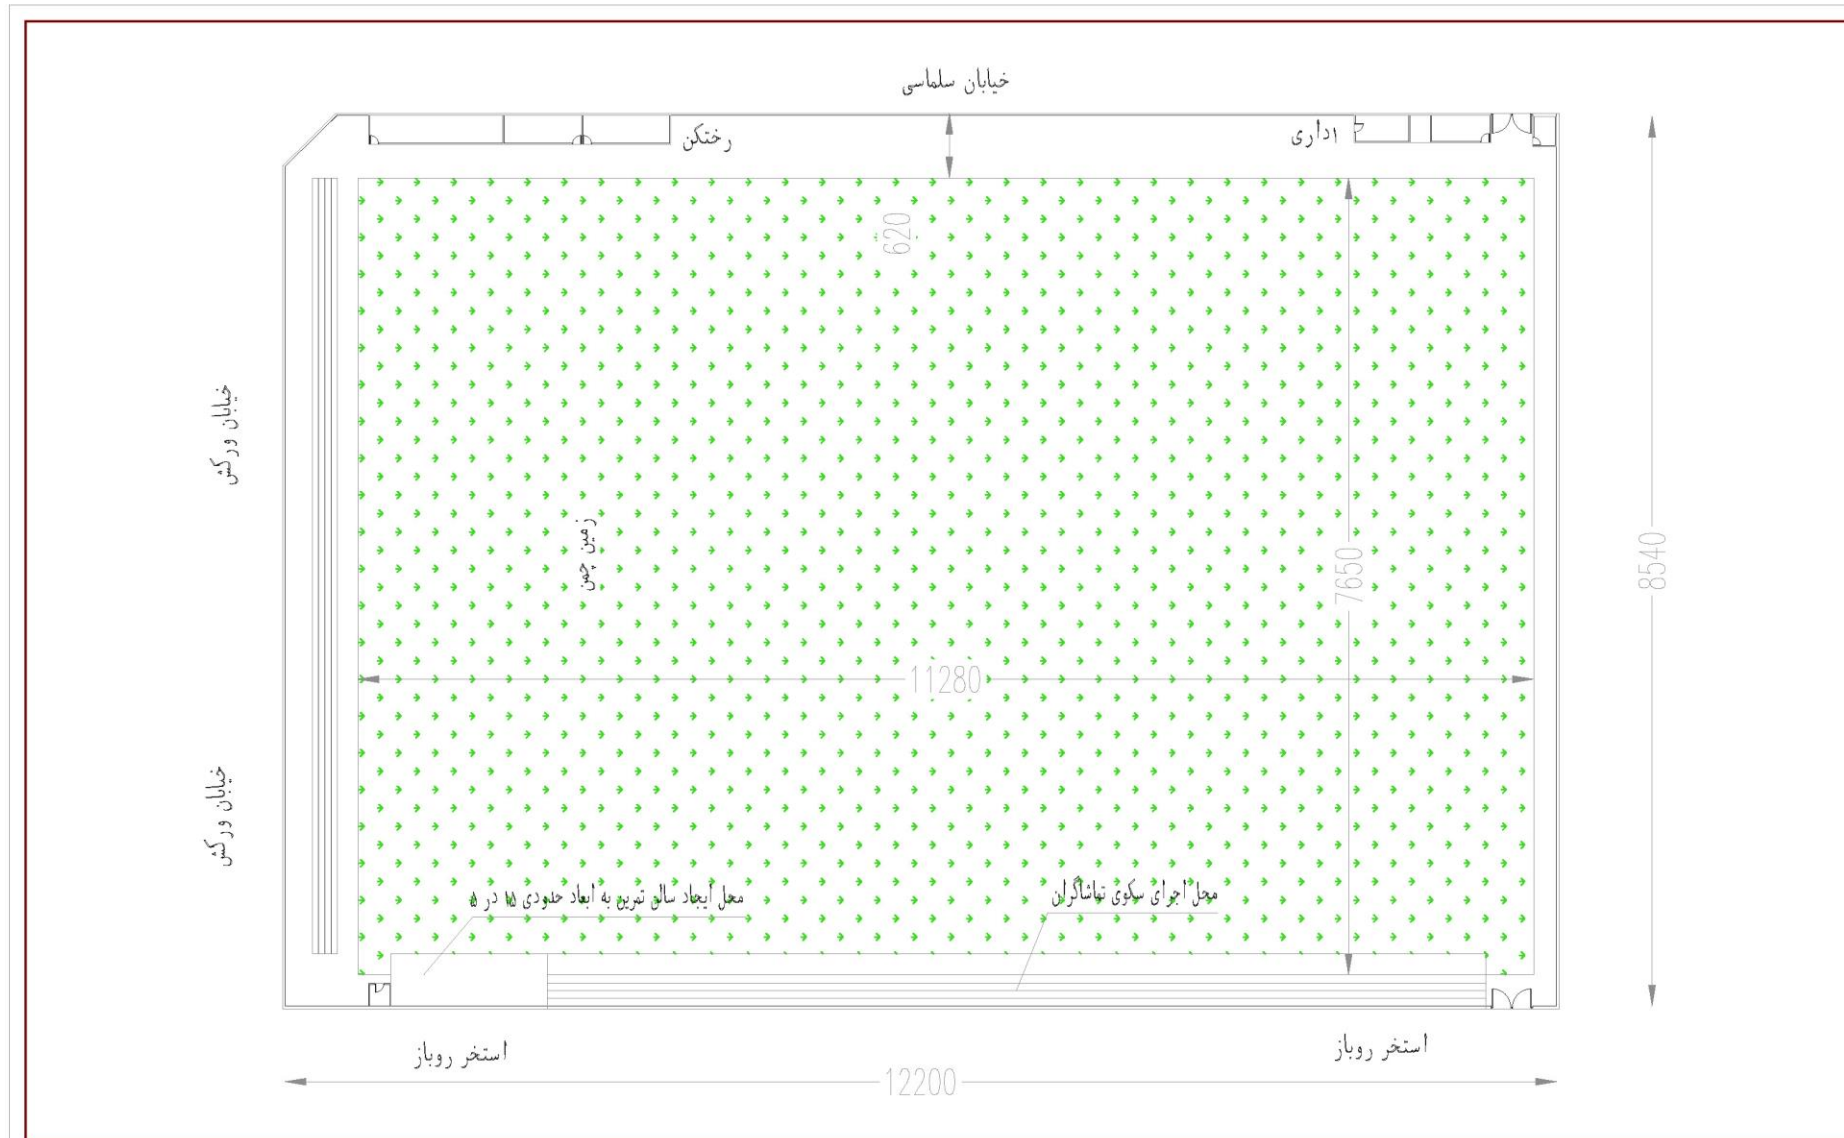 خیابان سلماسی
رختکن
اداری
620
خیابان ورکش
زمین چمن
7650
8540
11280
خیابان ورکش
محل ایجاد سالن تمرین به ابعاد حدودی ۱۵ در ۵
محل اجرای سکوی تماشاگران
استخر روباز
استخر روباز
12200